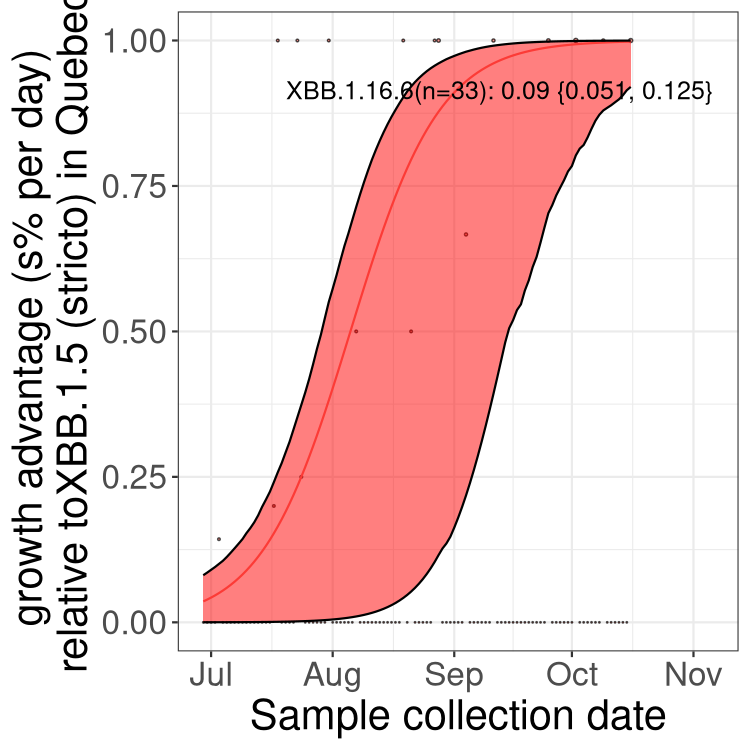 growth advantage (s% per day)
relative toXBB.1.5 (stricto) in Quebec
1.00
0.75
0.50
0.25
0.00
XBB.1.16.6(n=33): 0.09 {0.051, 0.125}
Jul Aug Sep Oct Nov
Sample collection date